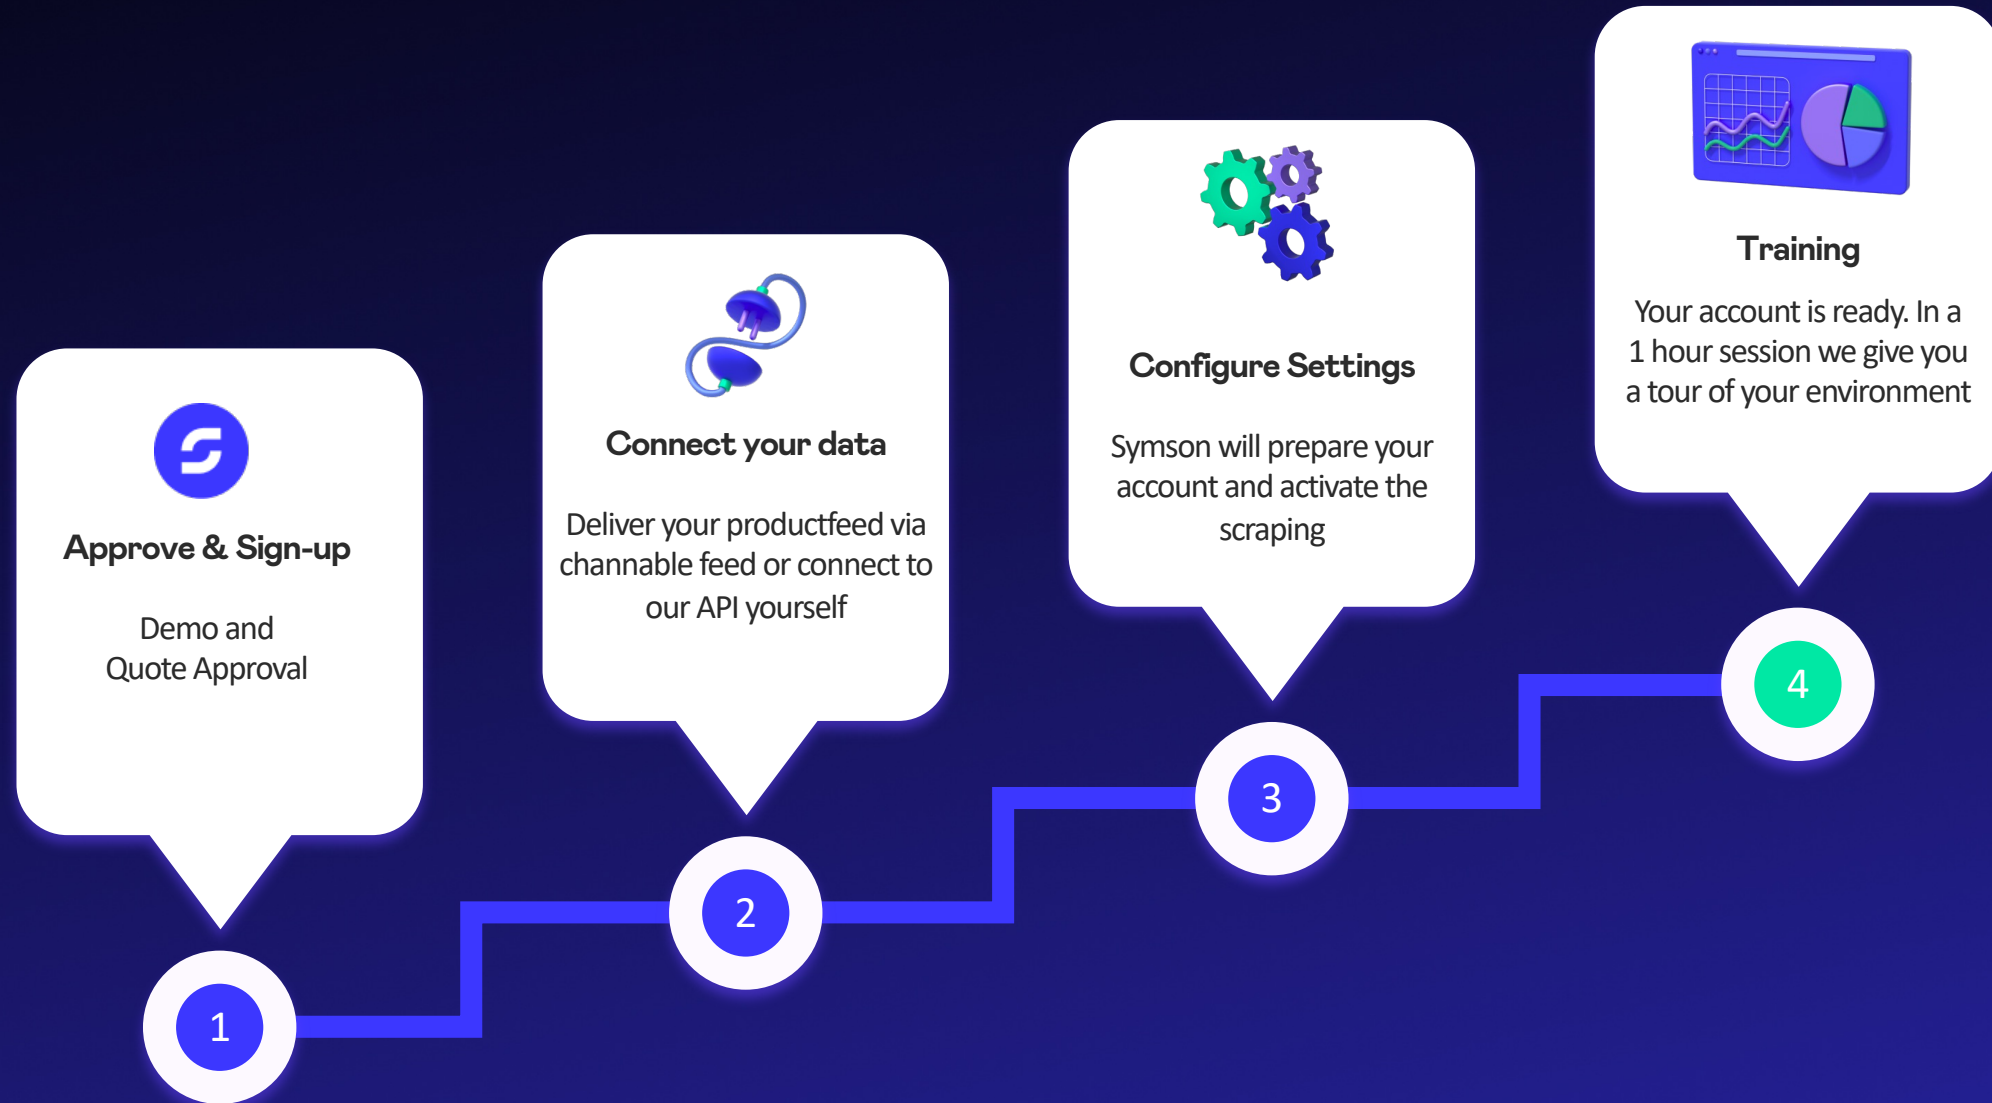 Approve & Sign-up
Demo and
Quote Approval
1
Connect your data
Deliver your productfeed via
channable feed or connect to
our API yourself
2
Configure Settings
Symson will prepare your
account and activate the
scraping
3
Training
Your account is ready. In a
1 hour session we give you
a tour of your environment
4